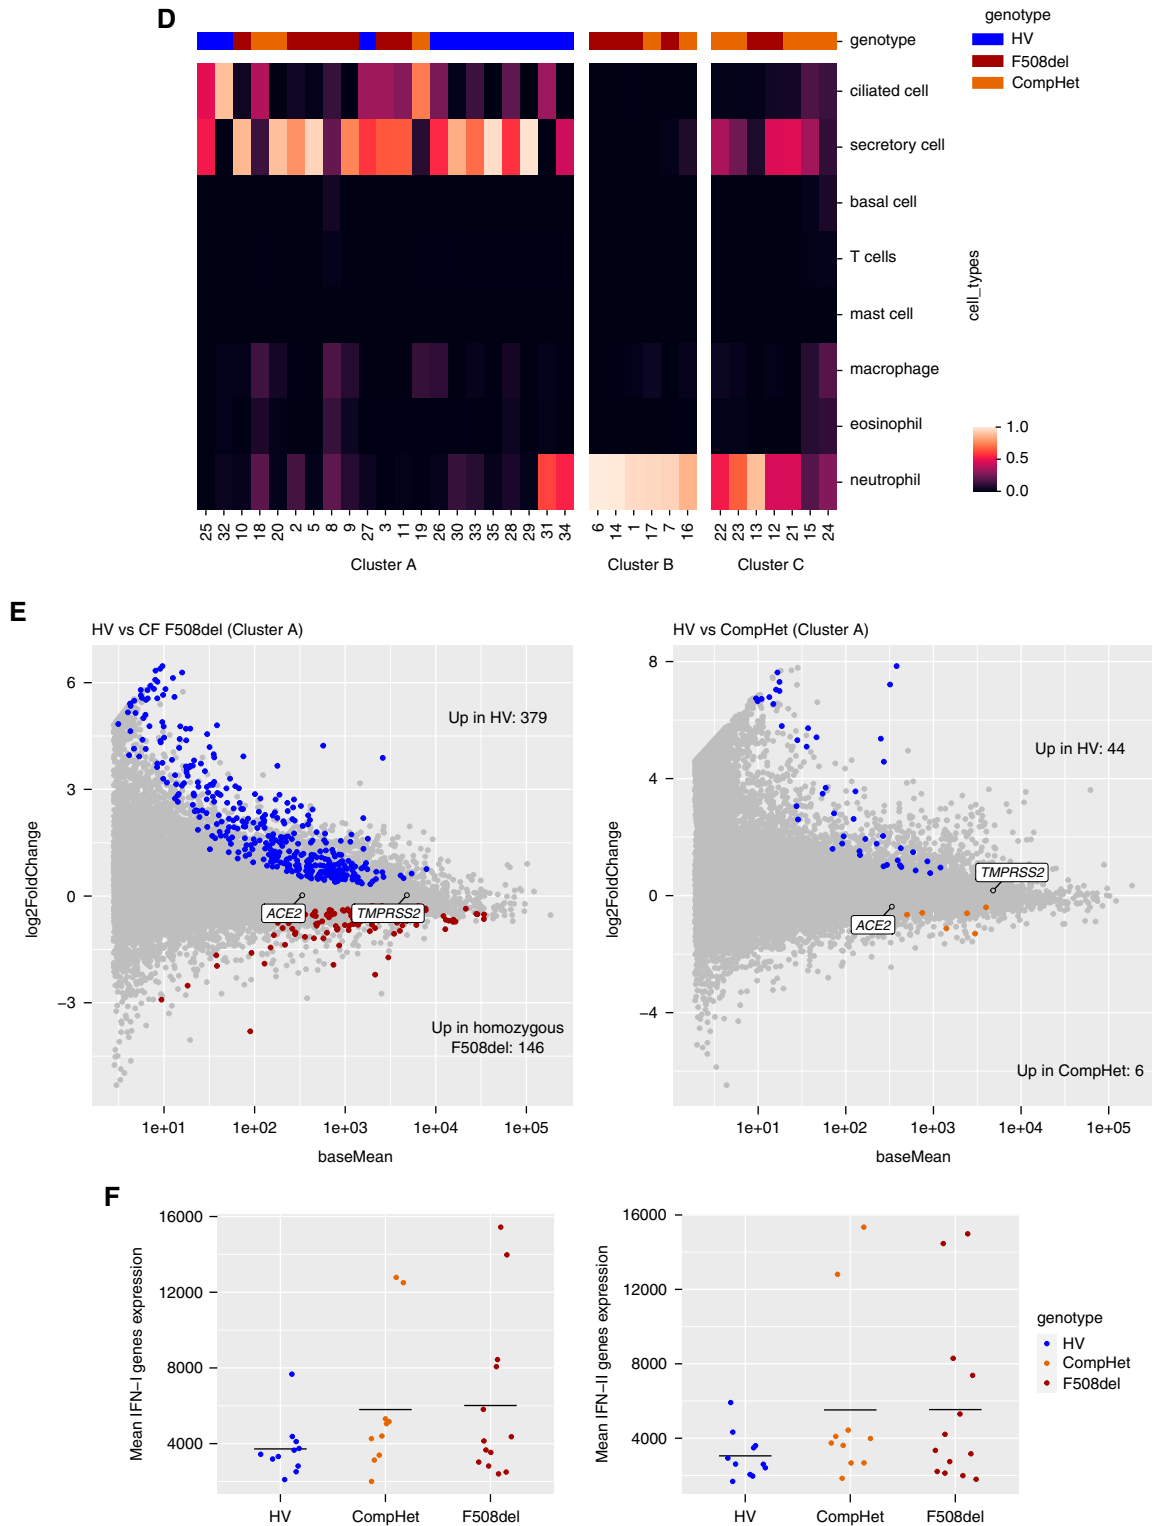 D
genotype
HV
F508del
CompHet
genotype
ciliated cell
secretory cell
basal cell
T cells
mast cell
macrophage
eosinophil
neutrophil
cell_types
1.0
0.5
0.0
25 32 10 18 20 2 5 8 9 27 3 11 19 26 30 33 35 28 29 31 34
6 14 1 17 7 16
22 23 13 12 21 15 24
Cluster A
Cluster B
Cluster C
E
HV vs CF F508del (Cluster A)
6
3
0
−3
log2FoldChange
Up in HV: 379
ACE2
TMPRSS2
Up in homozygous
F508del: 146
1e+01 1e+02 1e+03 1e+04 1e+05
baseMean
HV vs CompHet (Cluster A)
8
4
0
−4
log2FoldChange
Up in HV: 44
TMPRSS2
ACE2
Up in CompHet: 6
1e+01 1e+02 1e+03 1e+04 1e+05
baseMean
F
16000
12000
8000
4000
Mean IFN-I genes expression
HV CompHet F508del
16000
12000
8000
4000
Mean IFN-II genes expression
HV CompHet F508del
genotype
HV
CompHet
F508del